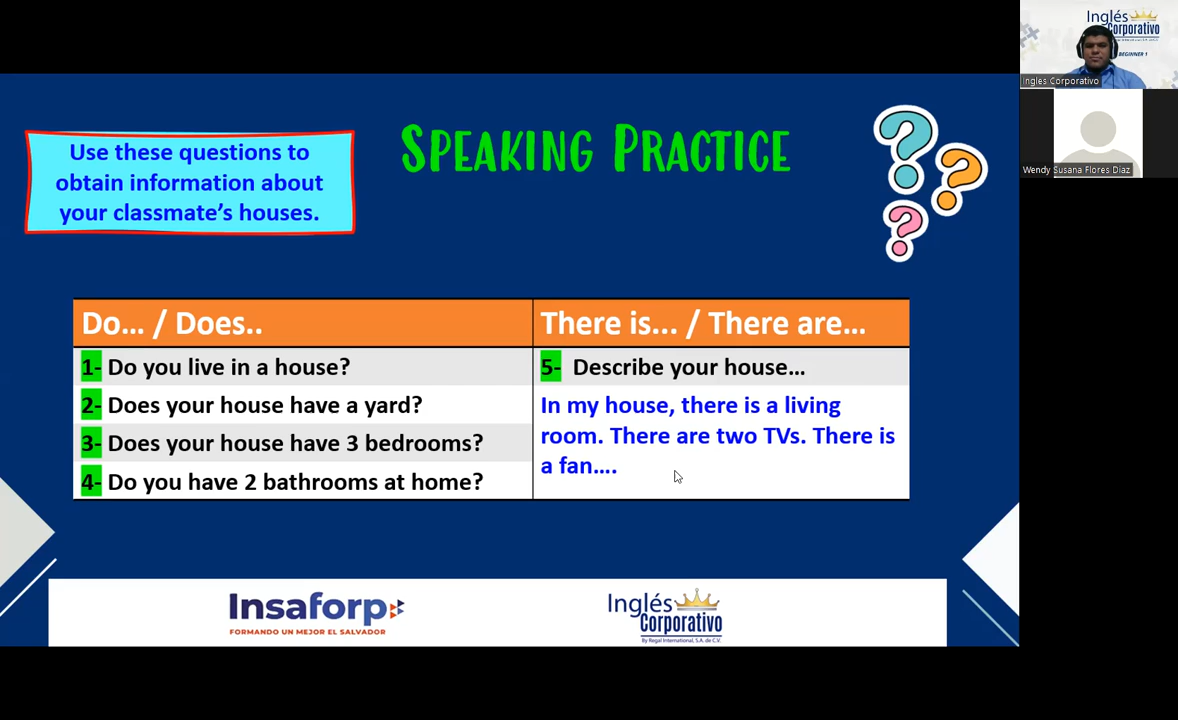 Use these questions to
obtain information about
your classmate's houses.
SPEAKING PRACTICE
Do... / Does..
There is... / There are...
1- Do you live in a house?
2- Does your house have a yard?
3- Does your house have 3 bedrooms?
4- Do you have 2 bathrooms at home?
5- Describe your house...
In my house, there is a living
room. There are two TVs. There is
a fan....
Insaforp
FORMANDO UN MEJOR EL SALVADOR
Inglés
Corporativo
By Regal International, S.A. de C.V.
Inglés
Corporativo
BEGINNER 1
Ingles Corporativo
Wendy Susana Flores Diaz